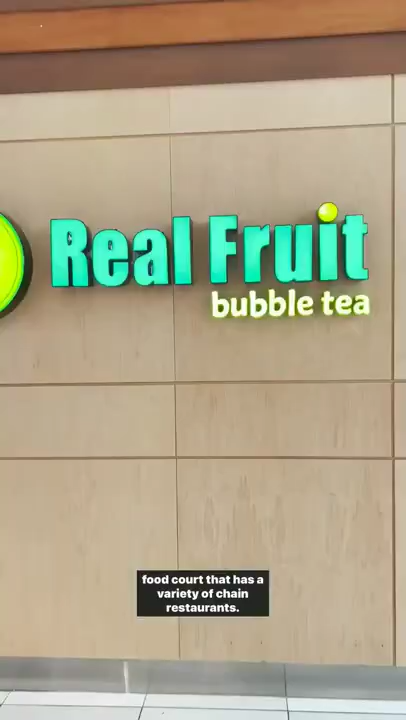 Real Fruit
bubble tea
food court that has a
variety of chain
restaurants.